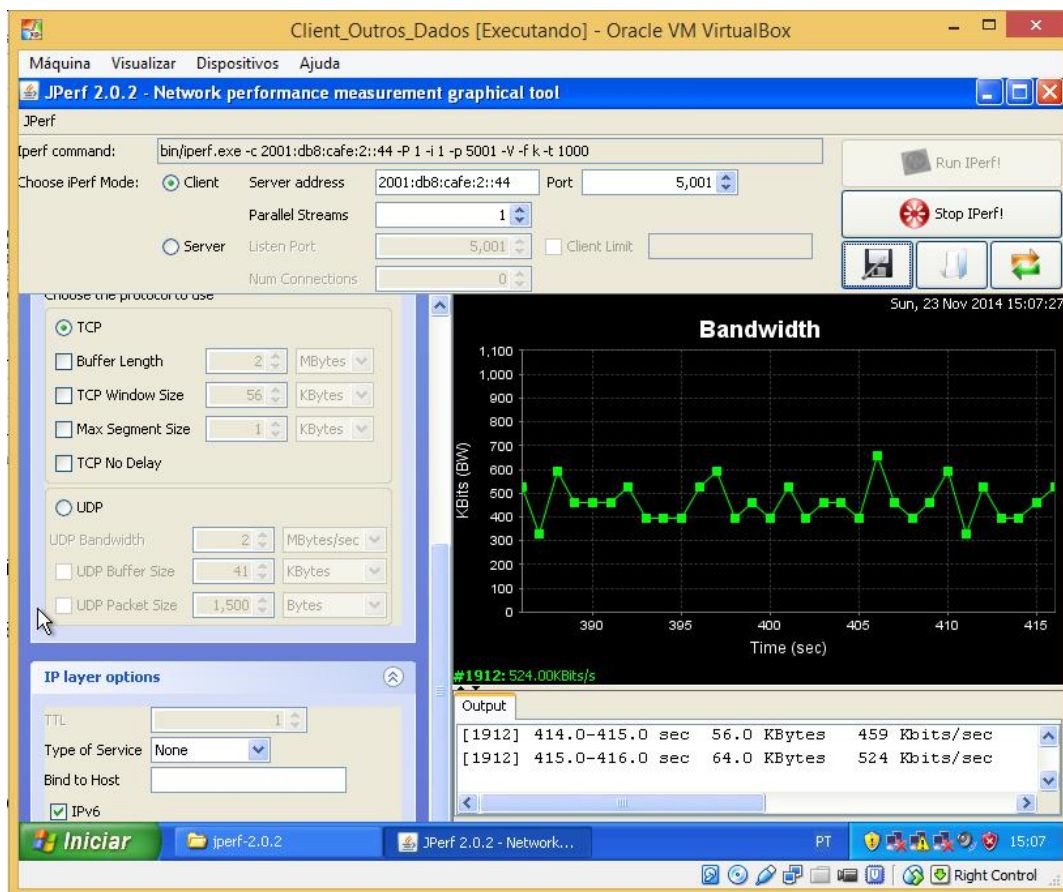 Client_Outros_Dados [Executando] - Oracle VM VirtualBox
Máquina Visualizar Dispositivos Ajuda
JPerf 2.0.2 - Network performance measurement graphical tool
JPerf
Iperf command: bin/iperf.exe -c 2001:db8:cafe:2::44 -P 1 -i 1 -p 5001 -V -f k -t 1000
Run IPerf!
Choose iPerf Mode: Client Server address 2001:db8:cafe:2::44 Port 5,001
Parallel Streams 1
Stop IPerf!
Server Listen Port 5,001 Client Limit
Num Connections 0
Choose the protocol to use
TCP
Buffer Length 2 MBytes
TCP Window Size 56 KBytes
Max Segment Size 1 KBytes
TCP No Delay
UDP
UDP Bandwidth 2 MBytes/sec
UDP Buffer Size 41 KBytes
UDP Packet Size 1,500 Bytes
IP layer options
TTL 1
Type of Service None
Bind to Host
IPv6
Sun, 23 Nov 2014 15:07:27
Bandwidth
1,100
1,000
900
800
700
600
500
400
300
200
100
0
KBits (BW)
390 395 400 405 410 415
Time (sec)
#1912: 524.00KBits/s
Output
[1912] 414.0-415.0 sec 56.0 KBytes 459 Kbits/sec
[1912] 415.0-416.0 sec 64.0 KBytes 524 Kbits/sec
Iniciar jperf-2.0.2 JPerf 2.0.2 - Network... PT 15:07
Right Control